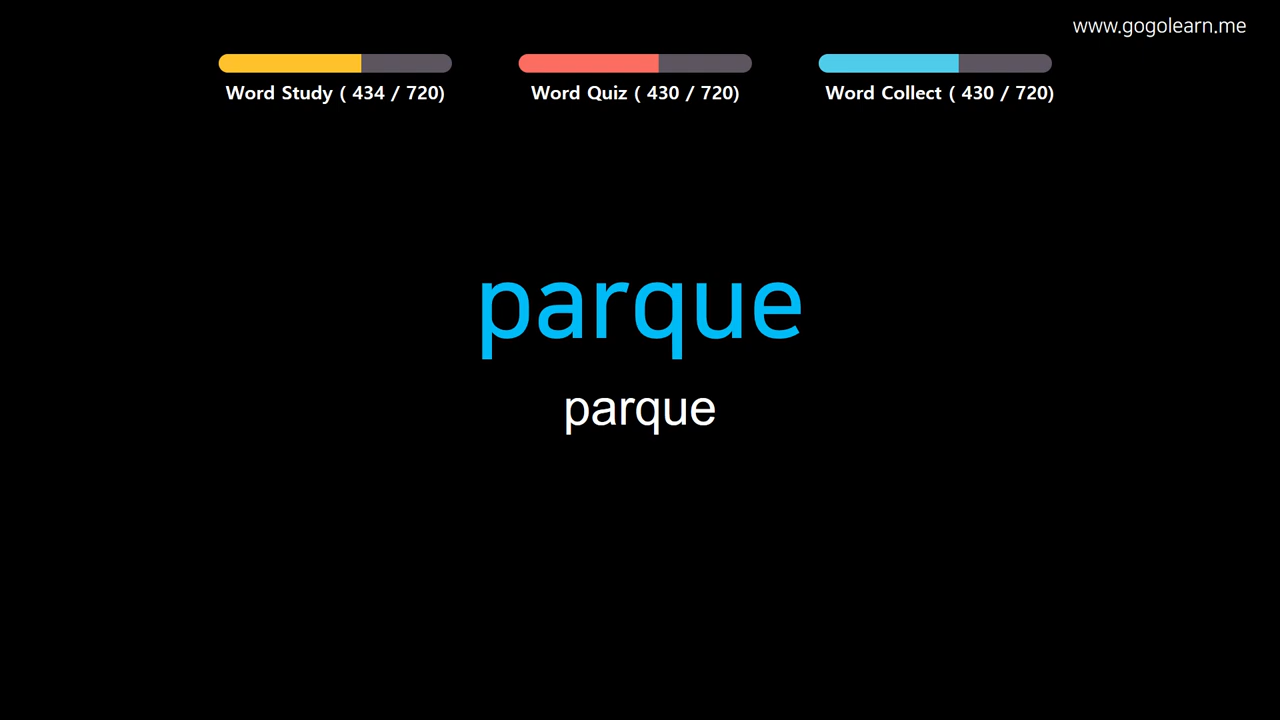 www.gogolearn.me
Word Study ( 434 / 720)
Word Quiz ( 430 / 720)
Word Collect ( 430 / 720)
parque
parque